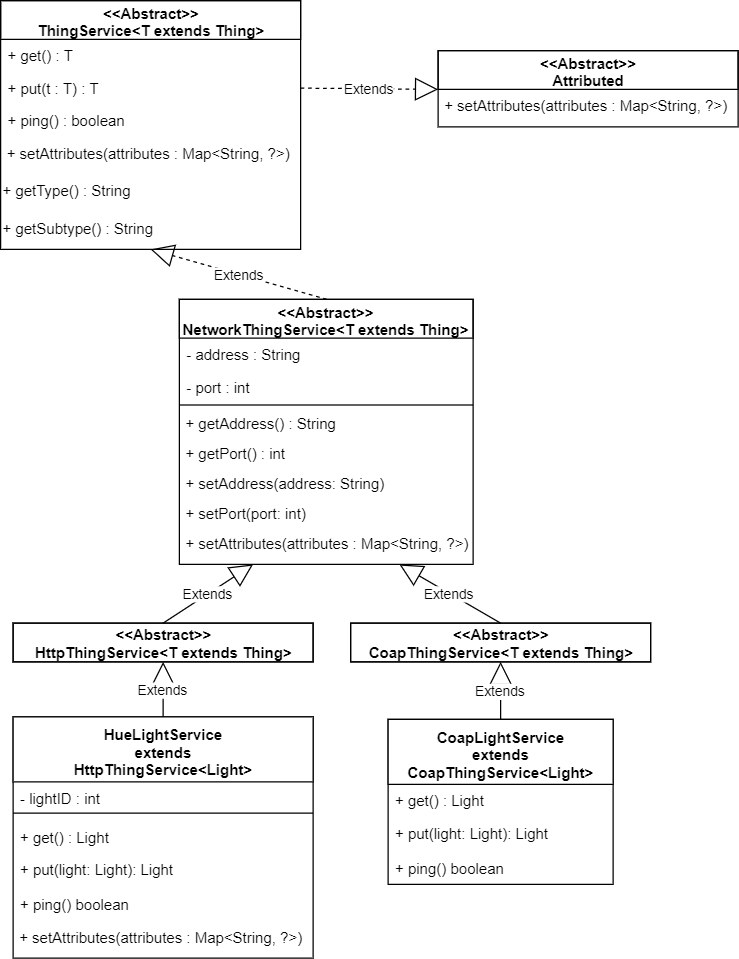 <<Abstract>>
ThingService<T extends Thing>
+ get() : T
+ put(t : T) : T
+ ping() : boolean
+ setAttributes(attributes : Map<String, ?>)
+ getType() : String
+ getSubtype() : String
Extends
<<Abstract>>
Attributed
+ setAttributes(attributes : Map<String, ?>)
Extends
<<Abstract>>
NetworkThingService<T extends Thing>
- address : String
- port : int
+ getAddress() : String
+ getPort() : int
+ setAddress(address: String)
+ setPort(port: int)
+ setAttributes(attributes : Map<String, ?>)
Extends
Extends
<<Abstract>>
HttpThingService<T extends Thing>
<<Abstract>>
CoapThingService<T extends Thing>
Extends
Extends
HueLightService
extends
HttpThingService<Light>
- lightID : int
+ get() : Light
+ put(light: Light): Light
+ ping() boolean
+ setAttributes(attributes : Map<String, ?>)
CoapLightService
extends
CoapThingService<Light>
+ get() : Light
+ put(light: Light): Light
+ ping() boolean